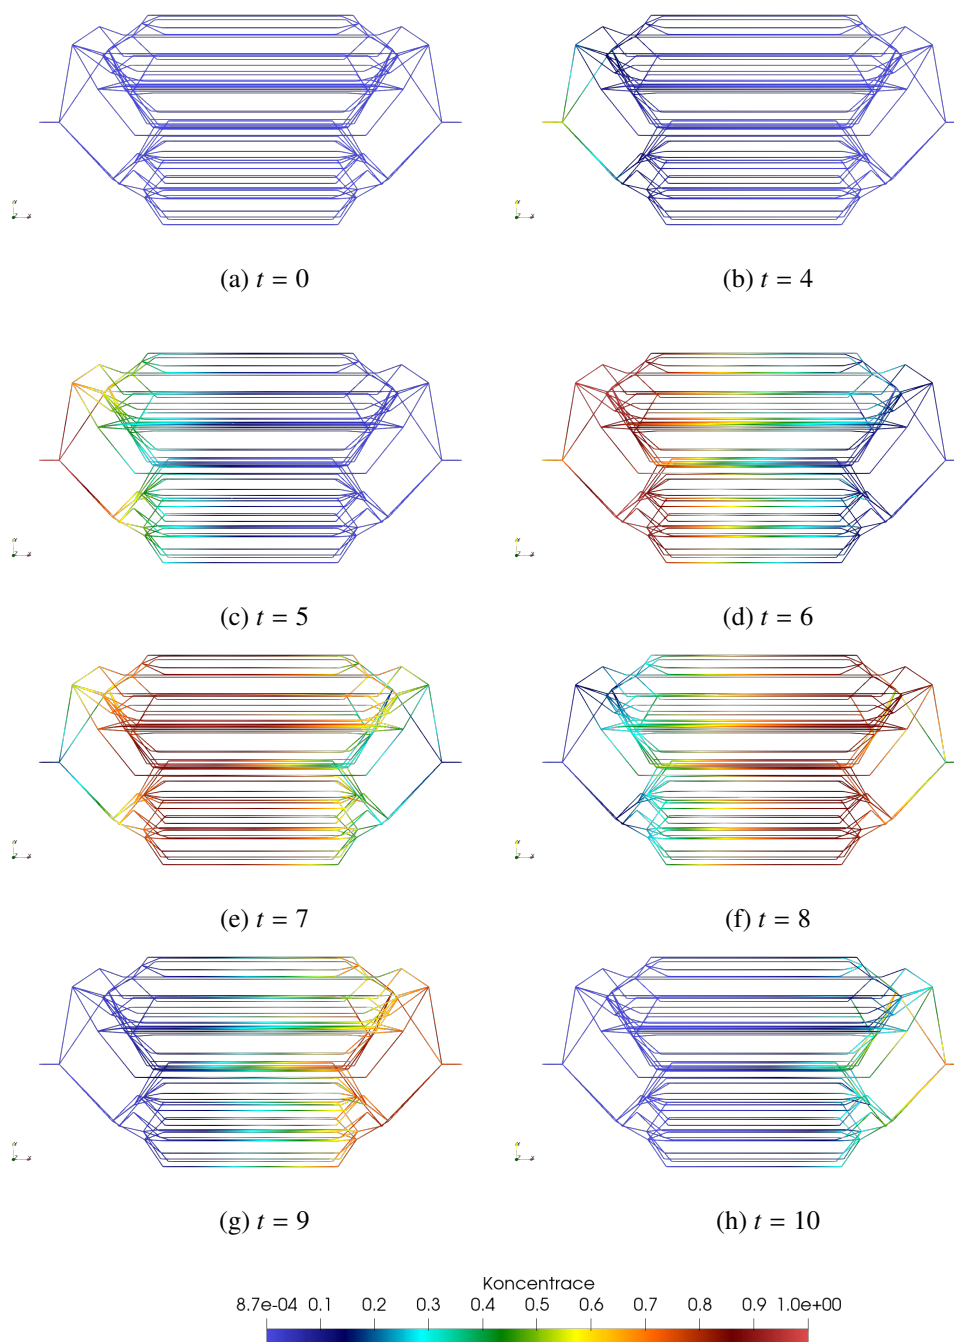 (a) t = 0
(b) t = 4
(c) t = 5
(d) t = 6
(e) t = 7
(f) t = 8
(g) t = 9
(h) t = 10
Koncentrace
8.7e-04 0.1 0.2 0.3 0.4 0.5 0.6 0.7 0.8 0.9 1.0e+00